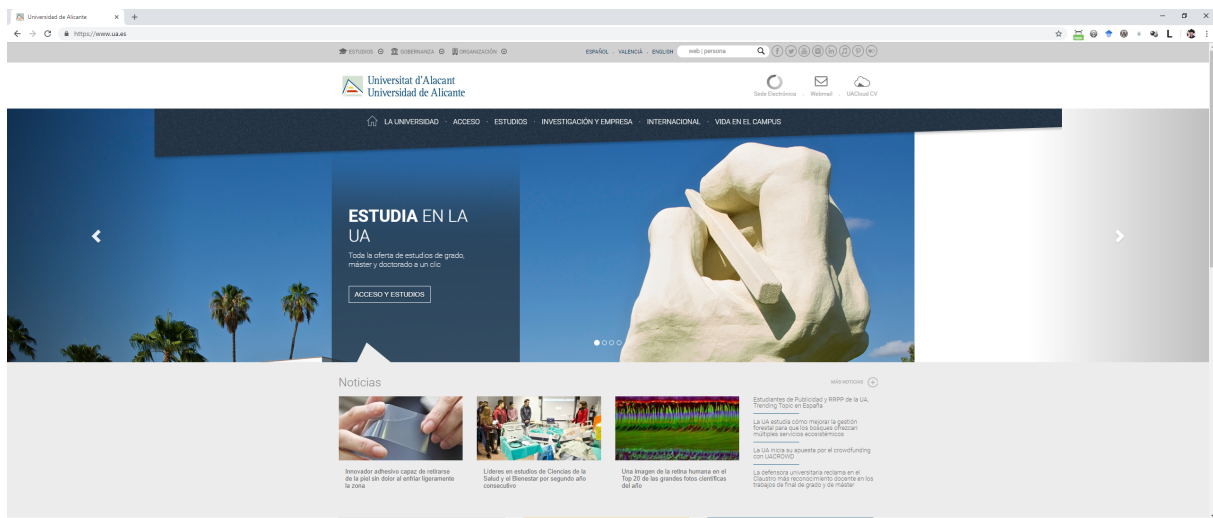 Universidad de Alicante
https://www.ua.es
L
ESTUDIOS
GOBERNANZA
ORGANIZACIÓN
ESPAÑOL . VALENCIÀ . ENGLISH
web | persona
Universitat d'Alacant
Universidad de Alicante
Sede Electrónica . Webmail . UACloud CV
LA UNIVERSIDAD · ACCESO · ESTUDIOS · INVESTIGACIÓN Y EMPRESA · INTERNACIONAL · VIDA EN EL CAMPUS
ESTUDIA EN LA
UA
Toda la oferta de estudios de grado,
máster y doctorado a un clic
ACCESO Y ESTUDIOS
Noticias
MÁS NOTICIAS
Innovador adhesivo capaz de retirarse
de la piel sin dolor al enfriar ligeramente
la zona
Líderes en estudios de Ciencias de la
Salud y el Bienestar por segundo año
consecutivo
Una imagen de la retina humana en el
Top 20 de las grandes fotos científicas
del año
Estudiantes de Publicidad y RRPP de la UA,
Trending Topic en España
La UA estudia cómo mejorar la gestión
forestal para que los bosques ofrezcan
múltiples servicios ecosistémicos
La UA inicia su apuesta por el crowdfunding
con UACROWD
La defensora universitaria reclama en el
Claustro más reconocimiento docente en los
trabajos de final de grado y de máster